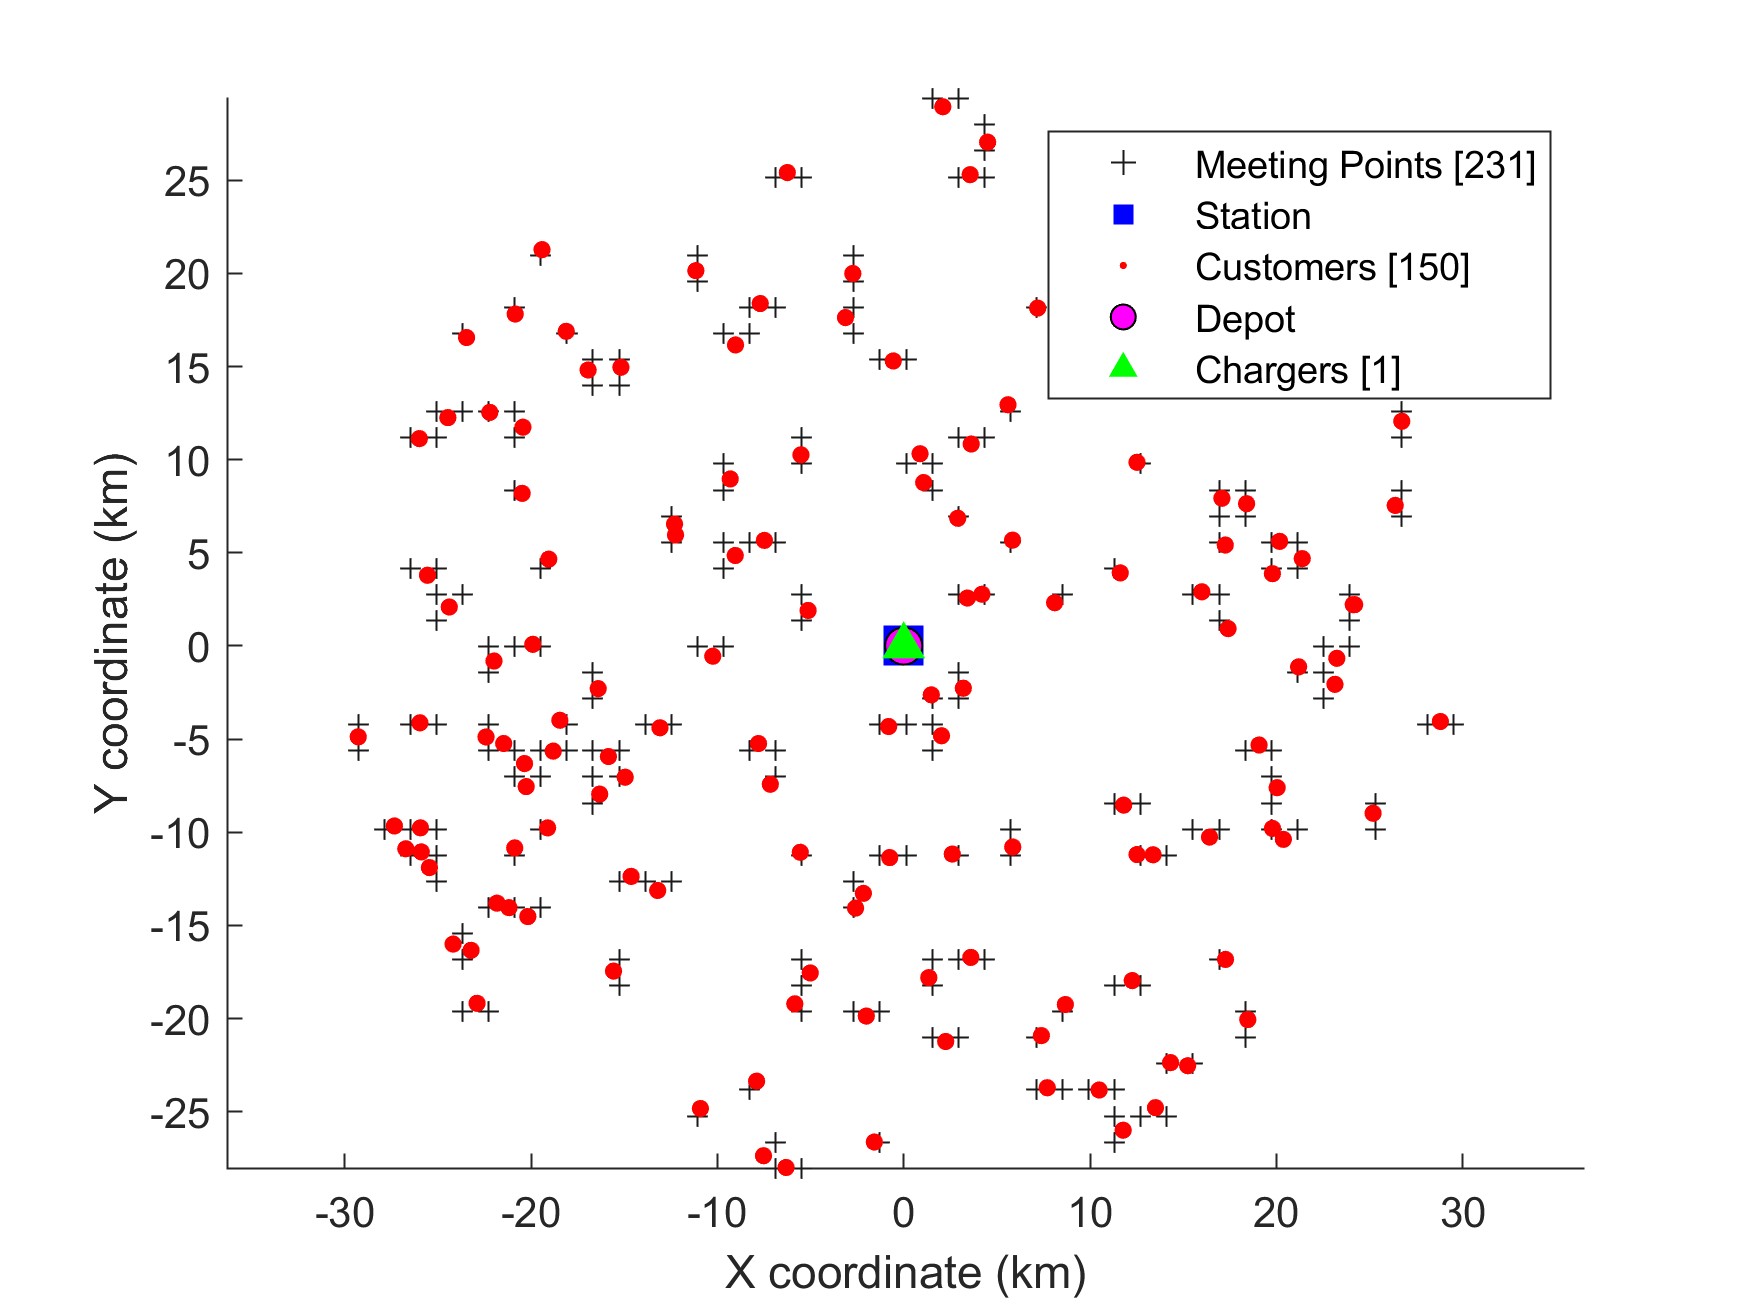 Meeting Points [231]
Station
Customers [150]
Depot
Chargers [1]
25
20
15
10
5
0
-5
-10
-15
-20
-25
Y coordinate (km)
-30 -20 -10 0 10 20 30
X coordinate (km)